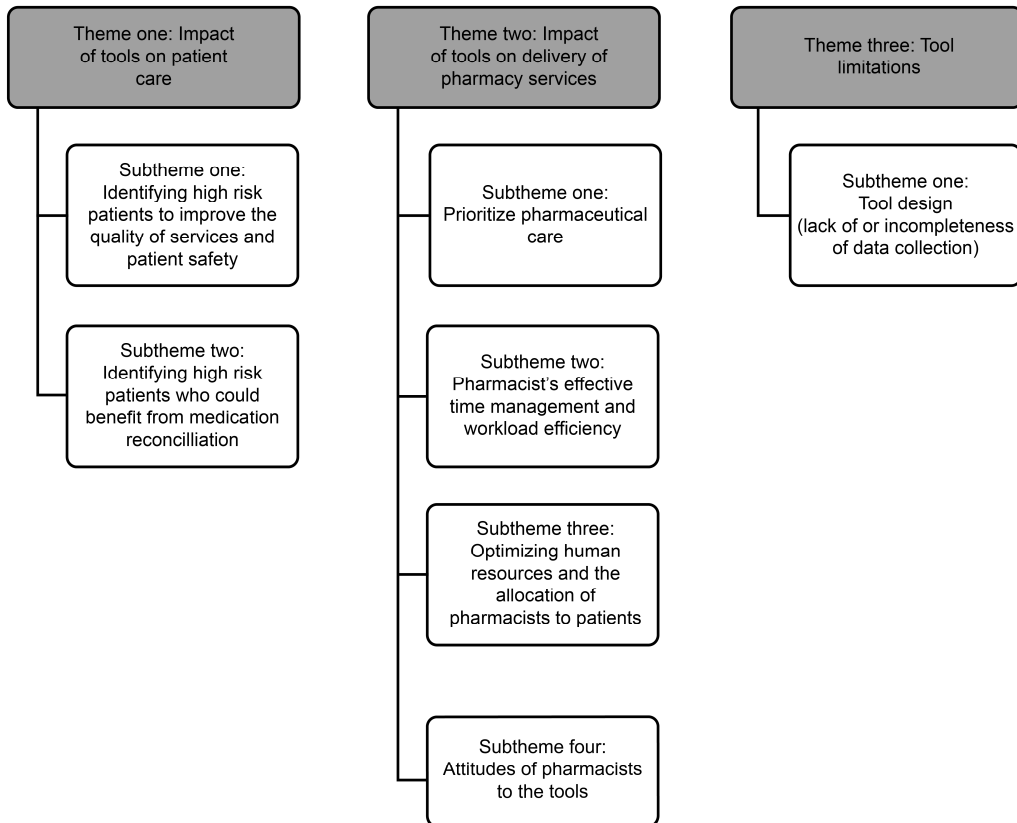 Theme one: Impact
of tools on patient
care
Subtheme one:
Identifying high risk
patients to improve the
quality of services and
patient safety
Subtheme two:
Identifying high risk
patients who could
benefit from medication
reconcilliation
Theme two: Impact
of tools on delivery of
pharmacy services
Subtheme one:
Prioritize pharmaceutical
care
Subtheme two:
Pharmacist’s effective
time management and
workload efficiency
Subtheme three:
Optimizing human
resources and the
allocation of
pharmacists to patients
Subtheme four:
Attitudes of pharmacists
to the tools
Theme three: Tool
limitations
Subtheme one:
Tool design
(lack of or incompleteness
of data collection)